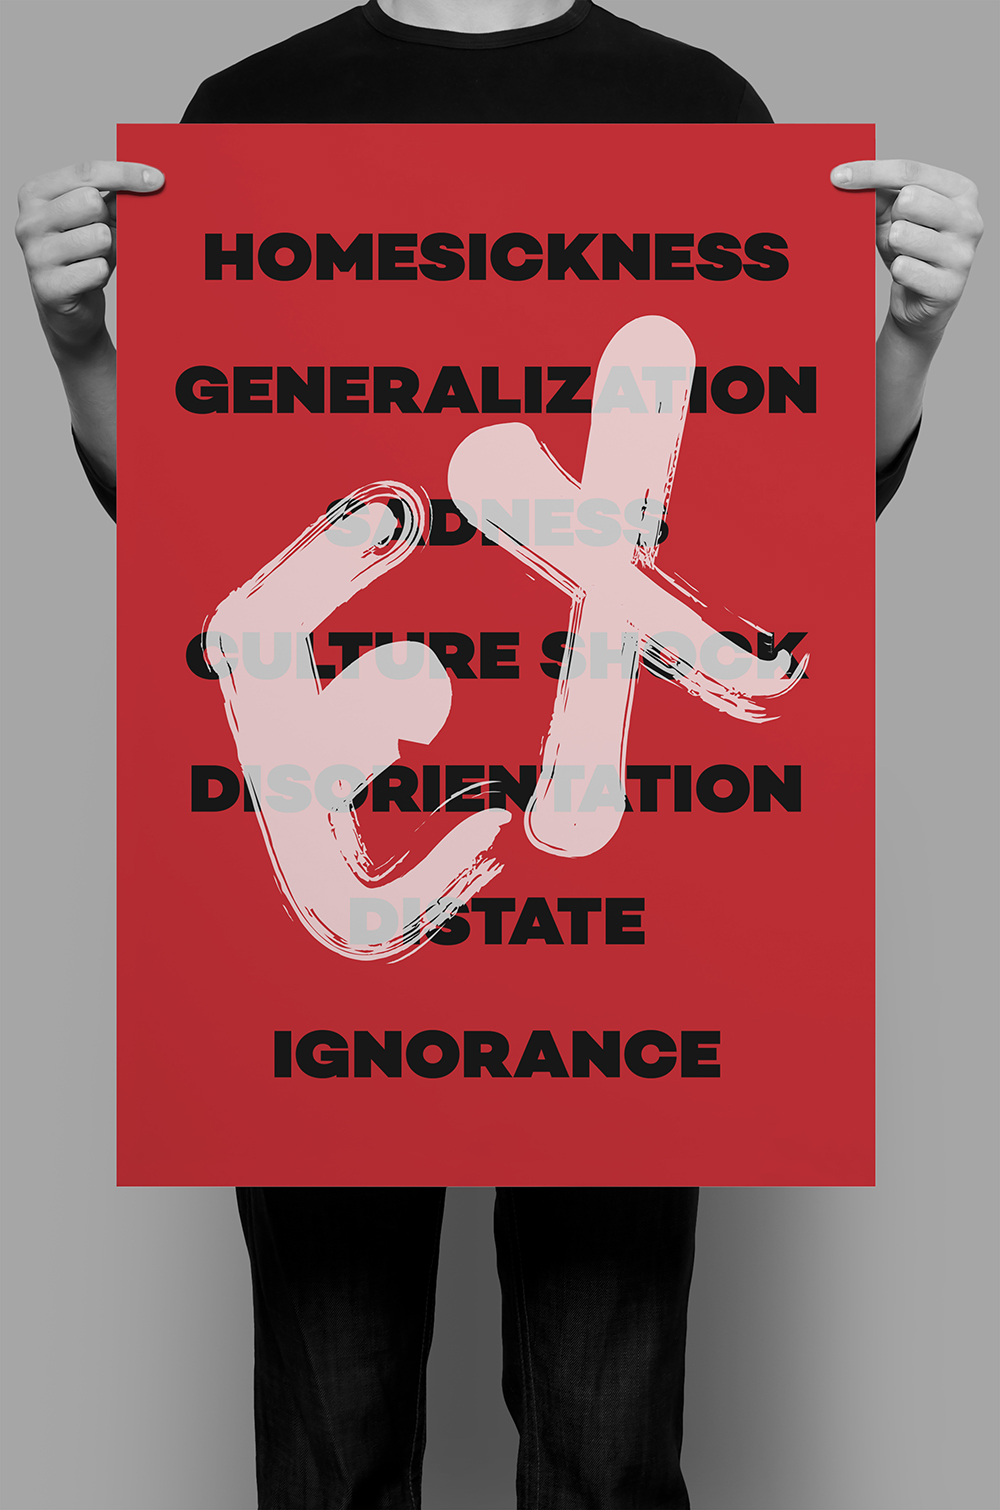 HOMESICKNESS
GENERALIZATION
SADNESS
CULTURE SHOCK
DISORIENTATION
DISTATE
IGNORANCE
EX